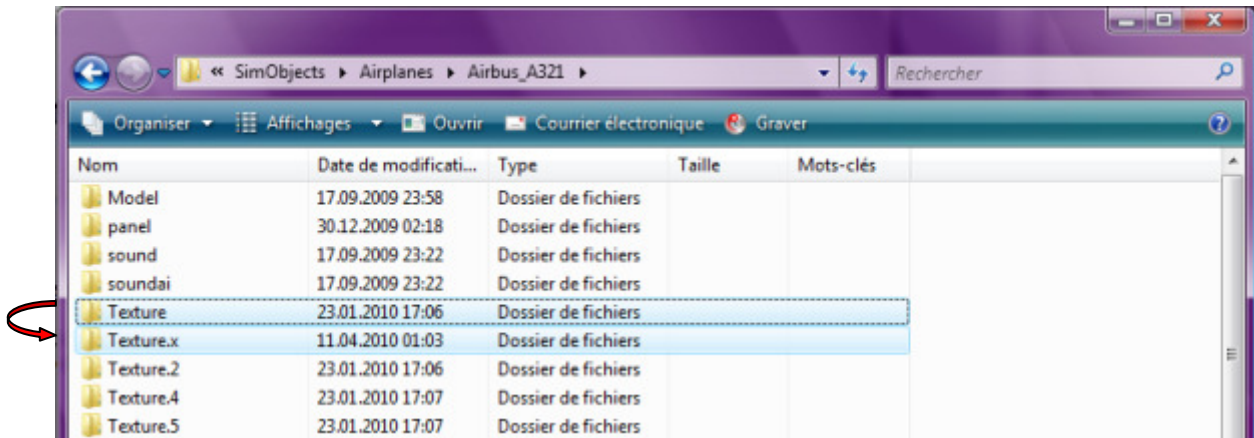 « SimObjects ▸ Airplanes ▸ Airbus_A321 ▸ Rechercher
Organiser Affichages Ouvrir Courrier électronique Graver
Nom Date de modificati... Type Taille Mots-clés
Model 17.09.2009 23:58 Dossier de fichiers
panel 30.12.2009 02:18 Dossier de fichiers
sound 17.09.2009 23:22 Dossier de fichiers
soundai 17.09.2009 23:22 Dossier de fichiers
Texture 23.01.2010 17:06 Dossier de fichiers
Texture.x 11.04.2010 01:03 Dossier de fichiers
Texture.2 23.01.2010 17:06 Dossier de fichiers
Texture.4 23.01.2010 17:07 Dossier de fichiers
Texture.5 23.01.2010 17:07 Dossier de fichiers